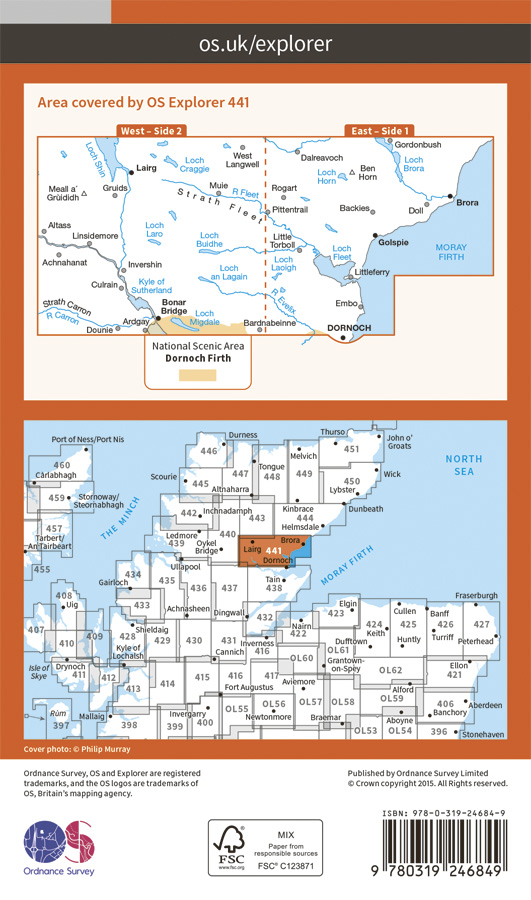 os.uk/explorer
Area covered by OS Explorer 441
West – Side 2
East – Side 1
Gordonbush
Loch Shin
Lairg
Loch Craggie
West Langwell
Dalreavoch
Loch Horn
Ben Horn
Loch Brora
Meall a' Grùididh
Gruids
Muie
R Fleet
Strath Fleet
Rogart
Pittentrail
Backies
Doll
Brora
Altass
Linsidemore
Loch Laro
Loch Buidhe
Little Torboll
Loch Fleet
Golspie
MORAY FIRTH
Achnahanat
Invershin
Loch an Lagain
Loch Laoigh
Littleferry
Culrain
Kyle of Sutherland
R Evelix
Embo
Strath Carron
R Carron
Bonar Bridge
Loch Migdale
Ardgay
Dounie
Bardnabeinne
DORNOCH
National Scenic Area
Dornoch Firth
Port of Ness/Port Nis
Durness
Thurso
John o' Groats
446
451
460
Càrlabhagh
Tongue
Melvich
NORTH SEA
447
448
449
Scourie
445
450
Wick
459
Stornoway/ Steornabhagh
Altnaharra
Lybster
THE MINCH
442
Inchnadamph
443
Kinbrace
444
Dunbeath
457
Tarbert/ An Tairbeart
Helmsdale
Ledmore
439
Oykel Bridge
440
Lairg
441
Brora
Dornoch
455
Ullapool
MORAY FIRTH
434
435
436
437
Tain
438
Gairloch
408
Uig
433
Achnasheen
Dingwall
432
Elgin
423
Cullen
Banff
Fraserburgh
424
425
426
427
407
409
428
Shieldaig
Nairn
422
Keith
Turriff
Peterhead
410
Kyle of Lochalsh
429
430
431
Inverness
416
Dufftown
OL61
Huntly
Cannich
OL60
Grantown- on-Spey
OL62
Ellon
421
Isle of Skye
Drynoch
411
412
413
414
415
416
417
Aviemore
Alford
Fort Augustus
OL57
OL58
OL59
Aberdeen
Rùm
397
Mallaig
398
Invergarry
399
400
OL55
OL56
Newtonmore
Braemar
Aboyne
406
Banchory
OL53
OL54
396
Stonehaven
Cover photo: © Philip Murray
Ordnance Survey, OS and Explorer are registered
trademarks, and the OS logos are trademarks of
OS, Britain's mapping agency.
Published by Ordnance Survey Limited
© Crown copyright 2015. All Rights reserved.
OS
Ordnance Survey
FSC
www.fsc.org
MIX
Paper from
responsible sources
FSC® C123871
ISBN: 978-0-319-24684-9
9 780319 246849